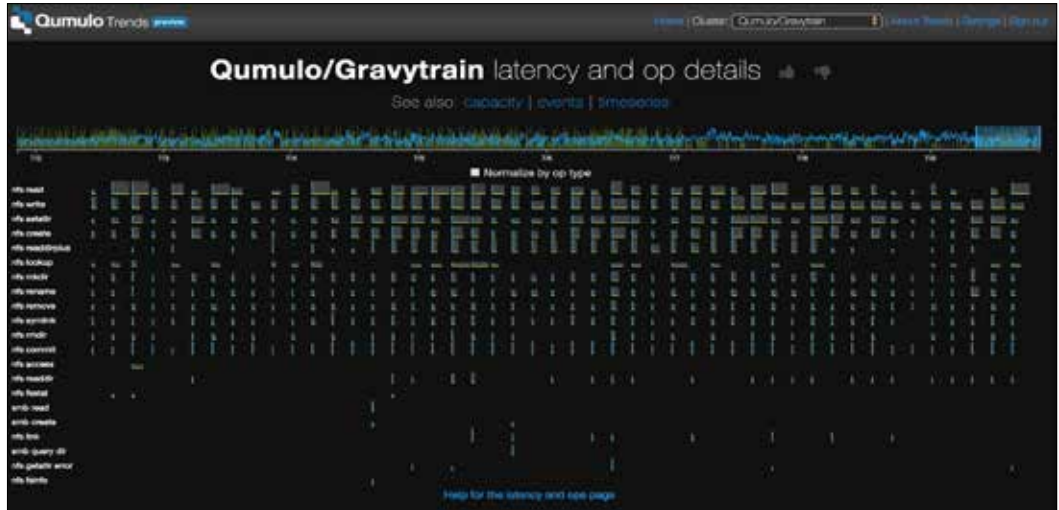 Qumulo Trends preview
Home | Cluster: Qumulo/Gravytrain | | Sign out
Qumulo/Gravytrain latency and op details
See also: capacity | events | timeseries
Normalize by op type
nfs read
nfs write
nfs setattr
nfs create
nfs readdirplus
nfs lookup
nfs mkdir
nfs rename
nfs remove
nfs symlink
nfs rmdir
nfs commit
nfs access
nfs readdir
nfs fsstat
smb read
smb create
nfs link
smb query dir
nfs getattr error
nfs fsinfo
Help for the latency and ops page